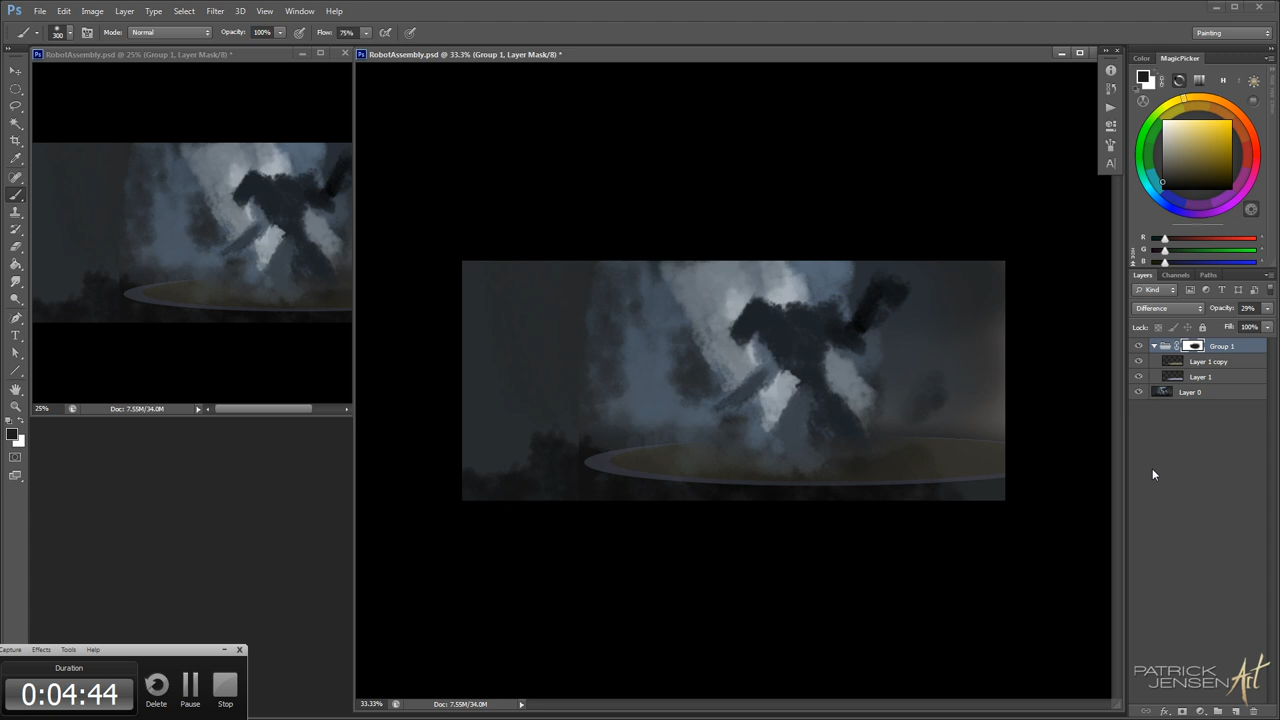 Ps File Edit Image Layer Type Select Filter 3D View Window Help
300 Mode: Normal Opacity: 100% Flow: 75% Painting
RobotAssembly.psd @ 25% (Group 1, Layer Mask/8) *
RobotAssembly.psd @ 33.3% (Group 1, Layer Mask/8) *
Color MagicPicker
H
R
G
B
Layers Channels Paths
Kind
Difference Opacity: 29%
Lock: Fill: 100%
Group 1
Layer 1 copy
Layer 1
Layer 0
25% Doc: 7.55M/34.0M
Capture Effects Tools Help
Duration
0:04:44
Delete Pause Stop
33.33% Doc: 7.55M/34.0M
PATRICK
JENSEN Art